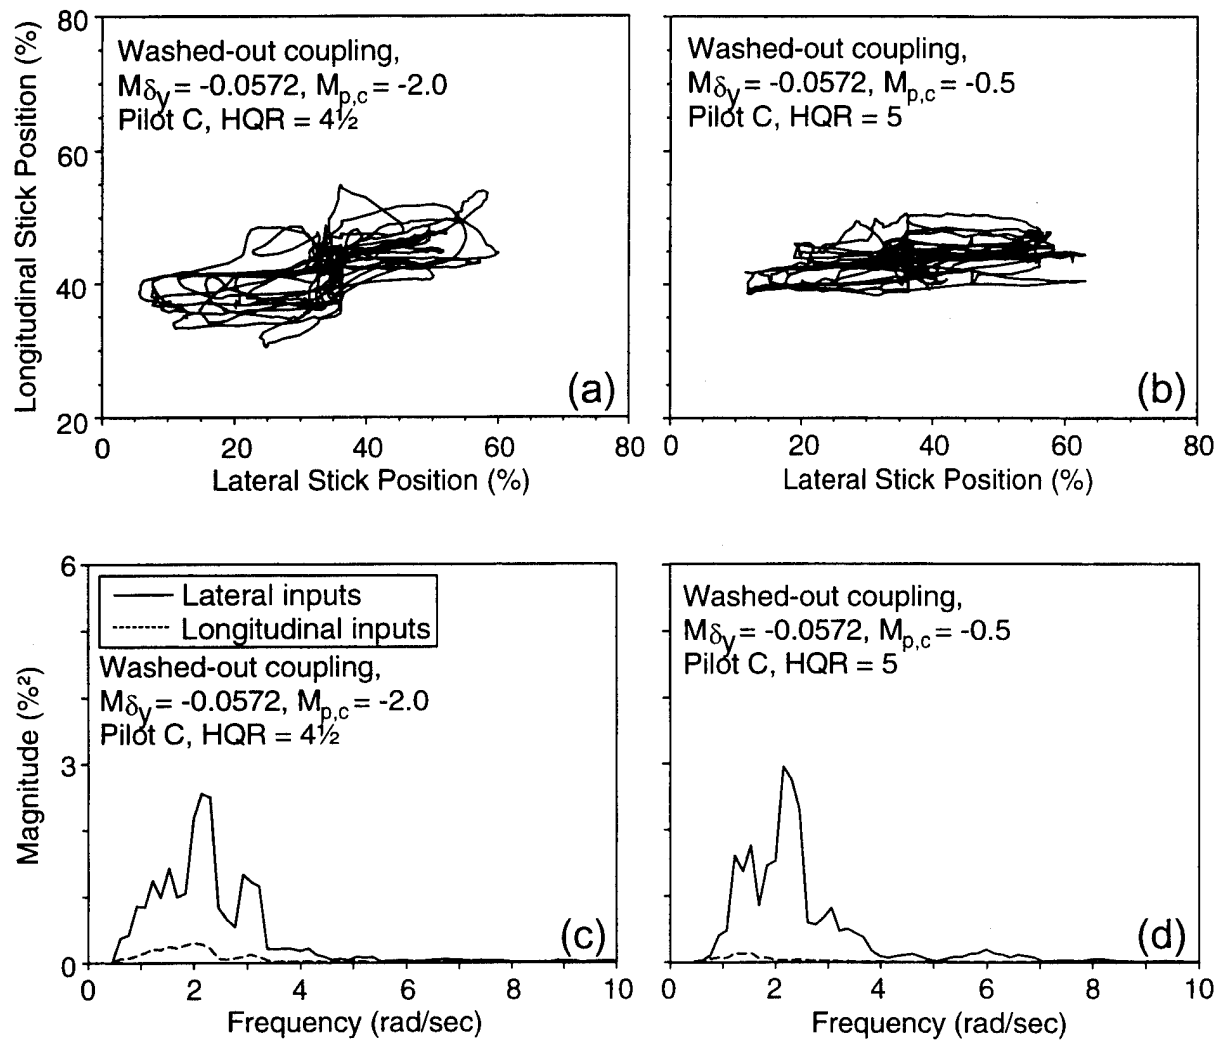 80
60
40
20
Longitudinal Stick Position (%)
Washed-out coupling,
Mδy = -0.0572, Mp,c = -2.0
Pilot C, HQR = 4½
(a)
0 20 40 60 80
Lateral Stick Position (%)
Washed-out coupling,
Mδy = -0.0572, Mp,c = -0.5
Pilot C, HQR = 5
(b)
0 20 40 60 80
Lateral Stick Position (%)
6
3
0
Magnitude (%²)
Lateral inputs
Longitudinal inputs
Washed-out coupling,
Mδy = -0.0572, Mp,c = -2.0
Pilot C, HQR = 4½
(c)
0 2 4 6 8 10
Frequency (rad/sec)
Washed-out coupling,
Mδy = -0.0572, Mp,c = -0.5
Pilot C, HQR = 5
(d)
0 2 4 6 8 10
Frequency (rad/sec)